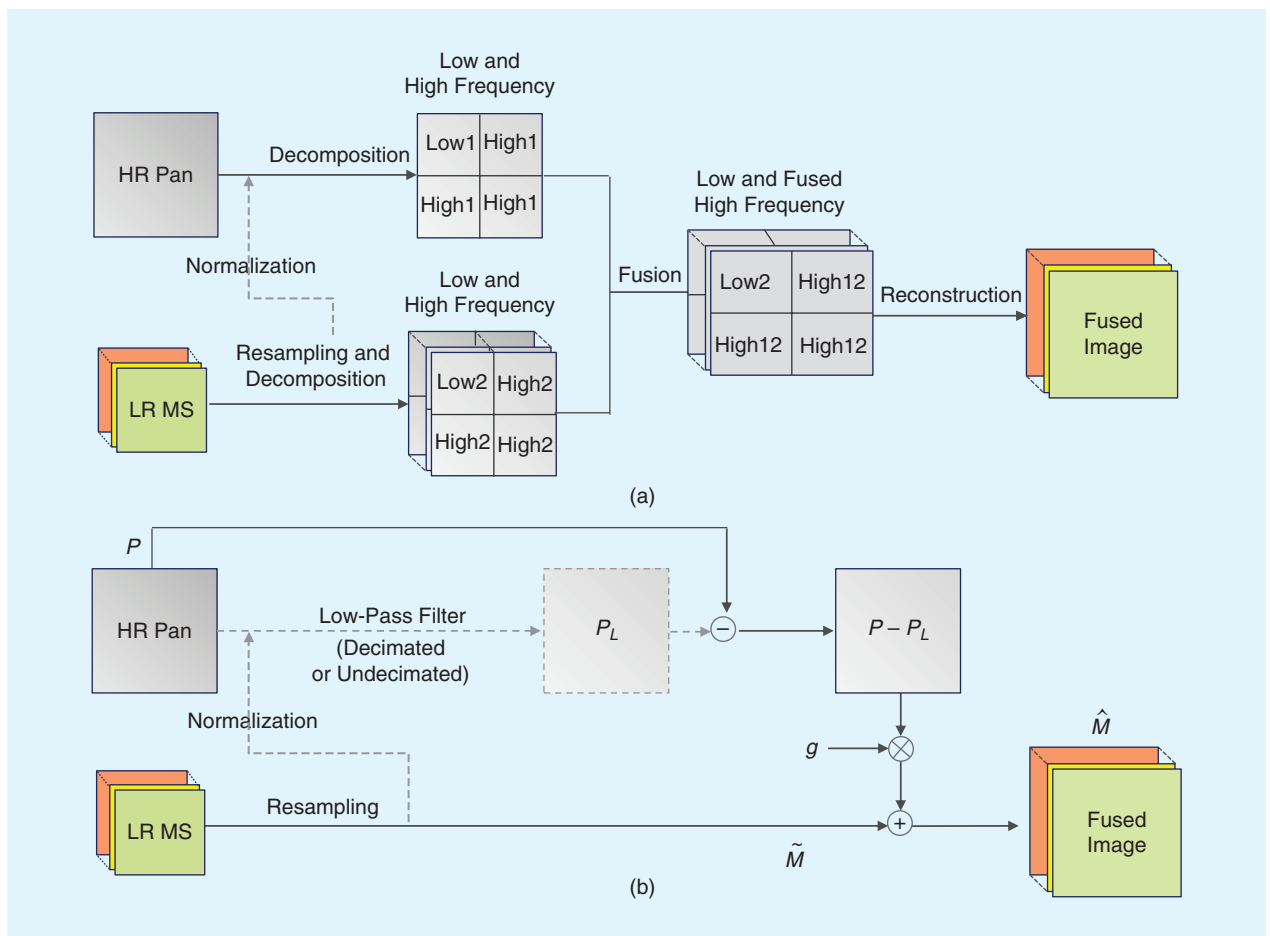 Low and
High Frequency
HR Pan
Decomposition
Low1 High1
High1 High1
Normalization
Low and
High Frequency
LR MS
Resampling and
Decomposition
Low2 High2
High2 High2
Fusion
Low and Fused
High Frequency
Low2 High12
High12 High12
Reconstruction
Fused
Image
(a)
P
HR Pan
Low-Pass Filter
(Decimated
or Undecimated)
P_L
−
P – P_L
Normalization
g
×
LR MS
Resampling
M̃
+
M̂
Fused
Image
(b)